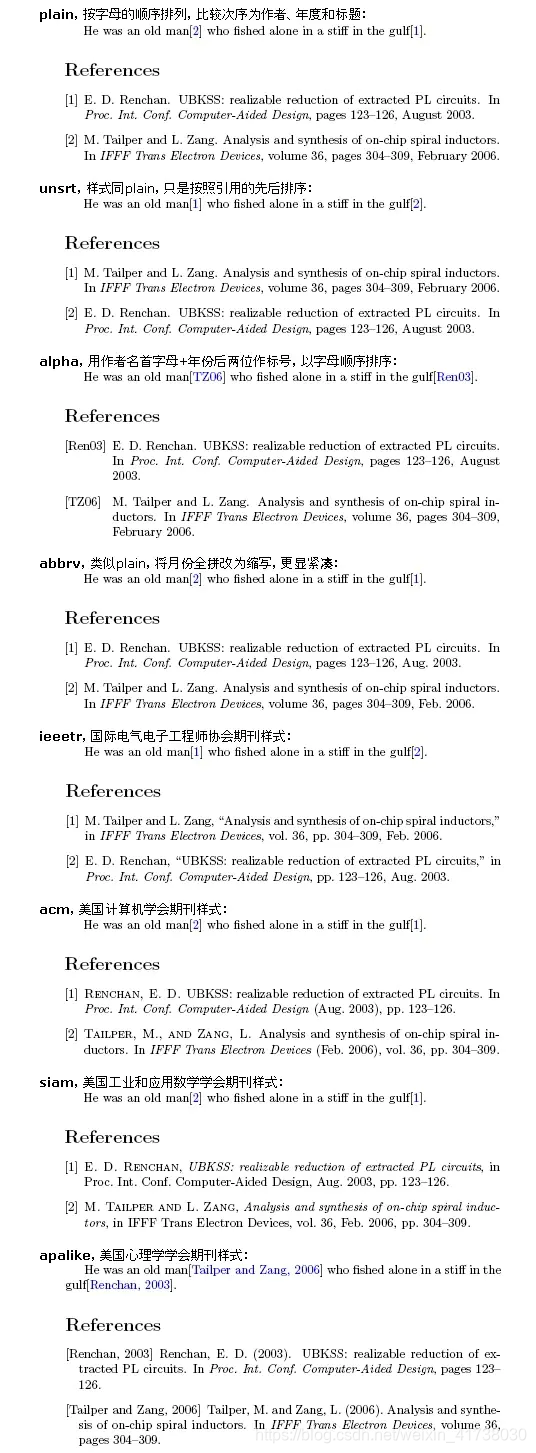 plain, 按字母的顺序排列, 比较次序为作者、年度和标题:
He was an old man[2] who fished alone in a stiff in the gulf[1].
References
[1] E. D. Renchan. UBKSS: realizable reduction of extracted PL circuits. In
Proc. Int. Conf. Computer-Aided Design, pages 123–126, August 2003.
[2] M. Tailper and L. Zang. Analysis and synthesis of on-chip spiral inductors.
In IFFF Trans Electron Devices, volume 36, pages 304–309, February 2006.
unsrt, 样式同plain, 只是按照引用的先后排序:
He was an old man[1] who fished alone in a stiff in the gulf[2].
References
[1] M. Tailper and L. Zang. Analysis and synthesis of on-chip spiral inductors.
In IFFF Trans Electron Devices, volume 36, pages 304–309, February 2006.
[2] E. D. Renchan. UBKSS: realizable reduction of extracted PL circuits. In
Proc. Int. Conf. Computer-Aided Design, pages 123–126, August 2003.
alpha, 用作者名首字母+年份后两位作标号, 以字母顺序排序:
He was an old man[TZ06] who fished alone in a stiff in the gulf[Ren03].
References
[Ren03] E. D. Renchan. UBKSS: realizable reduction of extracted PL circuits.
In Proc. Int. Conf. Computer-Aided Design, pages 123–126, August
2003.
[TZ06] M. Tailper and L. Zang. Analysis and synthesis of on-chip spiral in-
ductors. In IFFF Trans Electron Devices, volume 36, pages 304–309,
February 2006.
abbrv, 类似plain, 将月份全拼改为缩写, 更显紧凑:
He was an old man[2] who fished alone in a stiff in the gulf[1].
References
[1] E. D. Renchan. UBKSS: realizable reduction of extracted PL circuits. In
Proc. Int. Conf. Computer-Aided Design, pages 123–126, Aug. 2003.
[2] M. Tailper and L. Zang. Analysis and synthesis of on-chip spiral inductors.
In IFFF Trans Electron Devices, volume 36, pages 304–309, Feb. 2006.
ieeetr, 国际电气电子工程师协会期刊样式:
He was an old man[1] who fished alone in a stiff in the gulf[2].
References
[1] M. Tailper and L. Zang, “Analysis and synthesis of on-chip spiral inductors,”
in IFFF Trans Electron Devices, vol. 36, pp. 304–309, Feb. 2006.
[2] E. D. Renchan, “UBKSS: realizable reduction of extracted PL circuits,” in
Proc. Int. Conf. Computer-Aided Design, pp. 123–126, Aug. 2003.
acm, 美国计算机学会期刊样式:
He was an old man[2] who fished alone in a stiff in the gulf[1].
References
[1] Renchan, E. D. UBKSS: realizable reduction of extracted PL circuits. In
Proc. Int. Conf. Computer-Aided Design (Aug. 2003), pp. 123–126.
[2] Tailper, M., and Zang, L. Analysis and synthesis of on-chip spiral in-
ductors. In IFFF Trans Electron Devices (Feb. 2006), vol. 36, pp. 304–309.
siam, 美国工业和应用数学学会期刊样式:
He was an old man[2] who fished alone in a stiff in the gulf[1].
References
[1] E. D. Renchan, UBKSS: realizable reduction of extracted PL circuits, in
Proc. Int. Conf. Computer-Aided Design, Aug. 2003, pp. 123–126.
[2] M. Tailper and L. Zang, Analysis and synthesis of on-chip spiral induc-
tors, in IFFF Trans Electron Devices, vol. 36, Feb. 2006, pp. 304–309.
apalike, 美国心理学学会期刊样式:
He was an old man[Tailper and Zang, 2006] who fished alone in a stiff in the
gulf[Renchan, 2003].
References
[Renchan, 2003] Renchan, E. D. (2003). UBKSS: realizable reduction of ex-
tracted PL circuits. In Proc. Int. Conf. Computer-Aided Design, pages 123–
126.
[Tailper and Zang, 2006] Tailper, M. and Zang, L. (2006). Analysis and synthe-
sis of on-chip spiral inductors. In IFFF Trans Electron Devices, volume 36,
pages 304–309.
https://blog.csdn.net/weixin_41738030